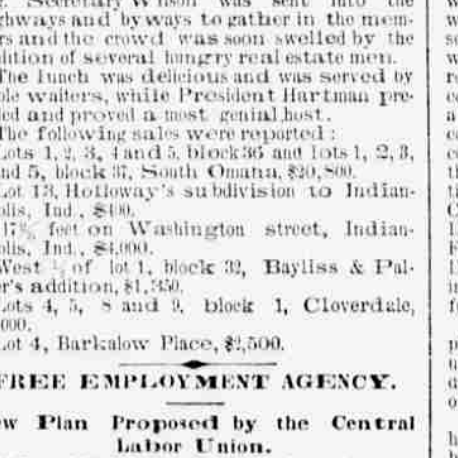 Secretary Wilson was sent into the
ghways and byways to gather in the mem-
rs and the crowd was soon swelled by the
dition of several hungry real estate men.
The lunch was delicious and was served by
ble waiters, while President Hartman pre-
ded and proved a most genial host.
The following sales were reported:
Lots 1, 2, 3, 4 and 5, block 36 and lots 1, 2, 3,
and 5, block 37, South Omaha, $20,800.
Lot 13, Holloway's subdivision to Indian-
olis, Ind., $400.
feet on Washington street, Indian-
olis, Ind., $4,000.
West of lot 1, block 32, Bayliss & Pal-
er's addition, $1,350.
Lots 4, 5, 8 and 9, block 1, Cloverdale,
000.
Lot 4, Barkalow Place, $2,500.
FREE EMPLOYMENT AGENCY.
ew Plan Proposed by the Central
Labor Union.